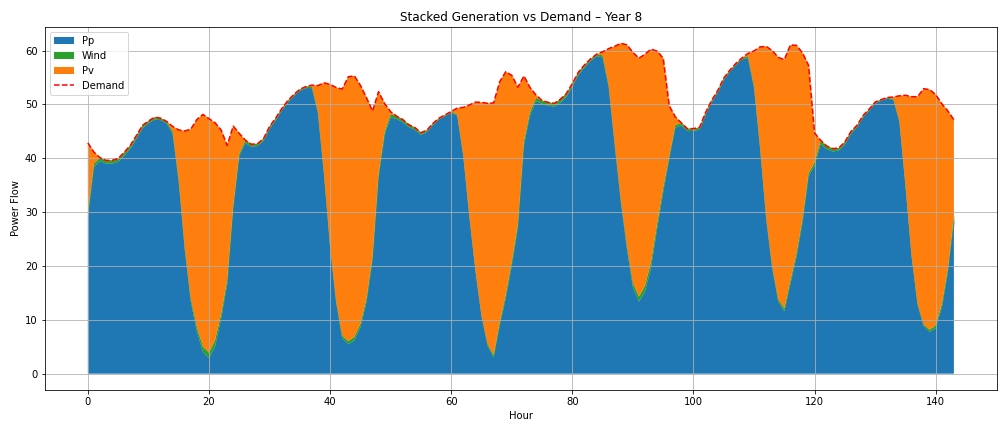 Stacked Generation vs Demand – Year 8
Pp
Wind
Pv
Demand
Power Flow
60
50
40
30
20
10
0
0 20 40 60 80 100 120 140
Hour